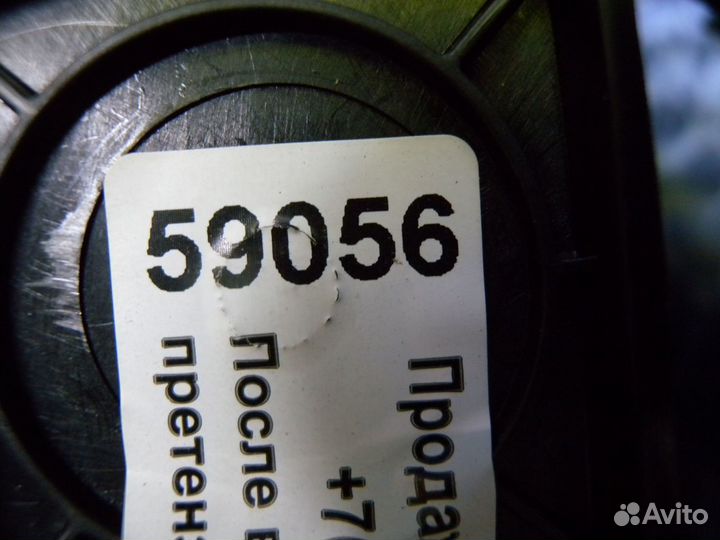 59056
Прода
+7
После в
претенз
Avito